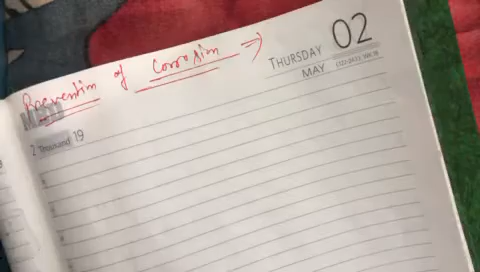 Prevention of Corrosion ⇒
THURSDAY 02
MAY
2 Thousand 19